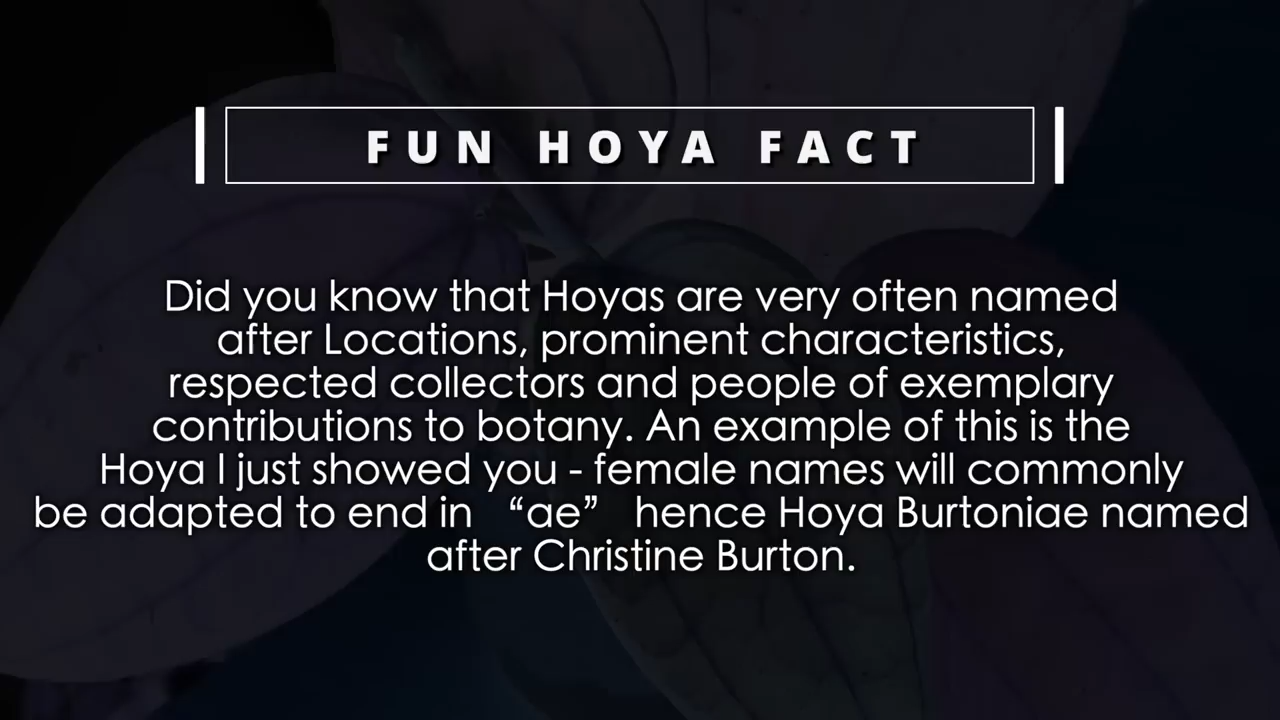 FUN HOYA FACT
Did you know that Hoyas are very often named
after Locations, prominent characteristics,
respected collectors and people of exemplary
contributions to botany. An example of this is the
Hoya I just showed you - female names will commonly
be adapted to end in “ae” hence Hoya Burtoniae named
after Christine Burton.